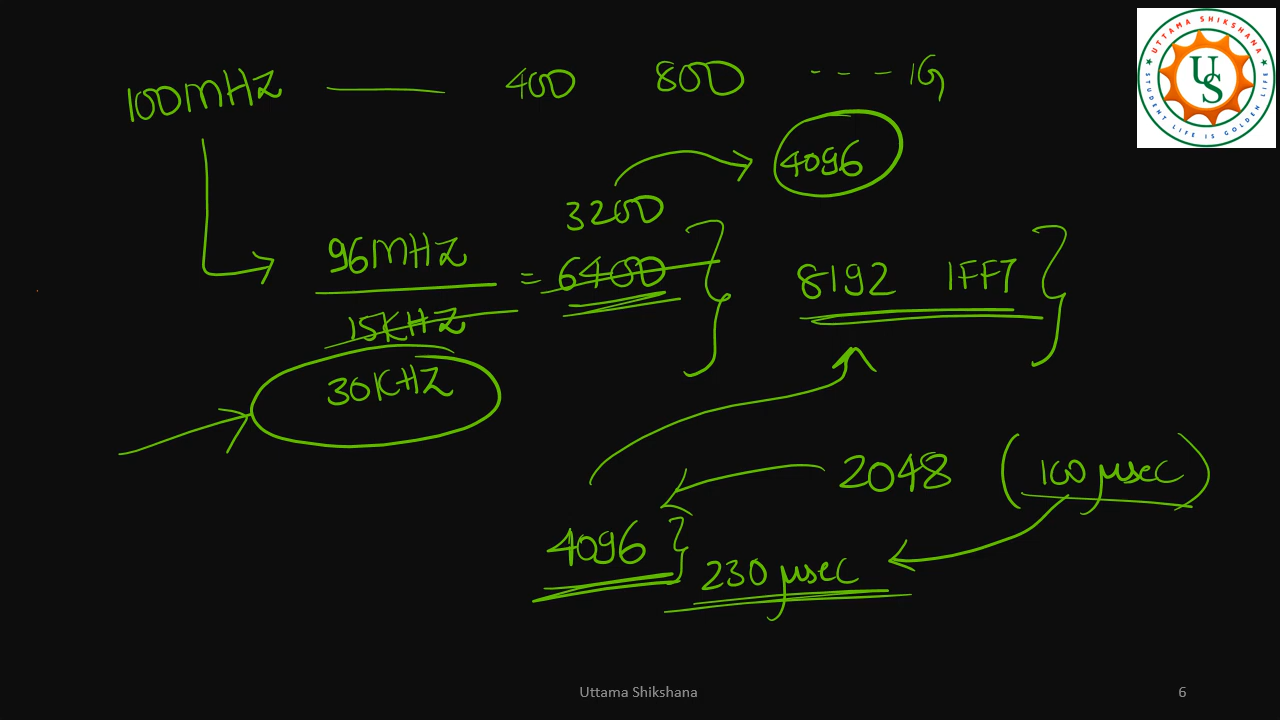 100MHZ 400 800 - - - 1G
4096
3200
96MHZ = 6400 8192 IFFT
15KHZ
30KHZ
2048 (100 μsec)
4096
230 μsec
UTTAMA SHIKSHANA
US
STUDENT LIFE IS GOLDEN LIFE
Uttama Shikshana 6